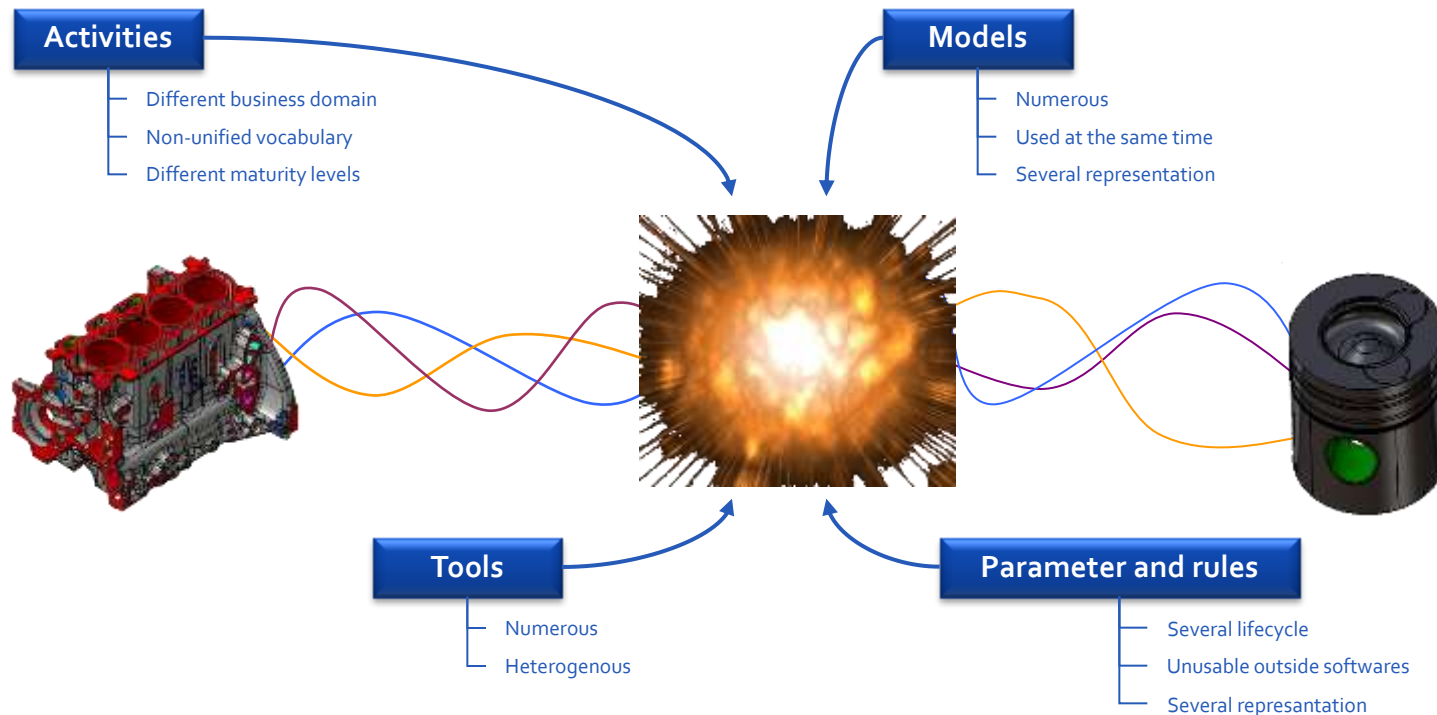 Activities
Different business domain
Non-unified vocabulary
Different maturity levels
Models
Numerous
Used at the same time
Several representation
Tools
Numerous
Heterogenous
Parameter and rules
Several lifecycle
Unusable outside softwares
Several represantation